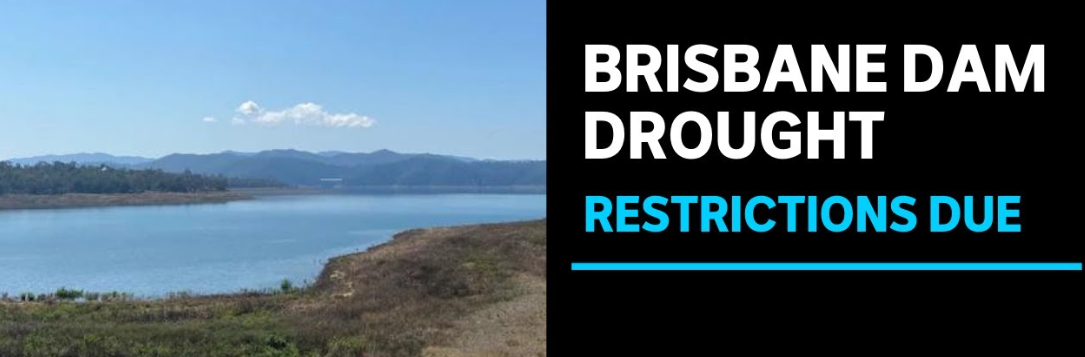 BRISBANE DAM
DROUGHT
RESTRICTIONS DUE